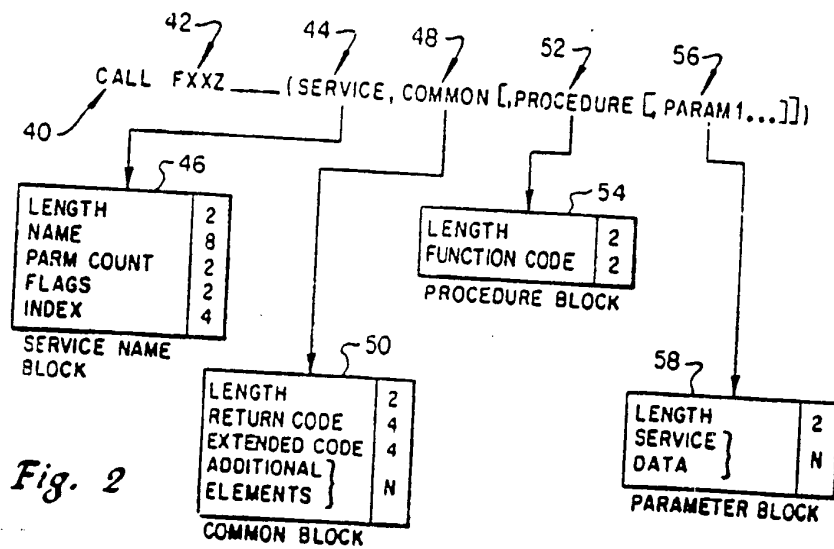 42 44 48 52 56
CALL FXXZ___(SERVICE, COMMON [,PROCEDURE [, PARAM1...]])
40
46
LENGTH 2
NAME 8
PARM COUNT 2
FLAGS 2
INDEX 4
SERVICE NAME
BLOCK
54
LENGTH 2
FUNCTION CODE 2
PROCEDURE BLOCK
50
LENGTH 2
RETURN CODE 4
EXTENDED CODE 4
ADDITIONAL
ELEMENTS N
COMMON BLOCK
58
LENGTH 2
SERVICE
DATA N
PARAMETER BLOCK
Fig. 2